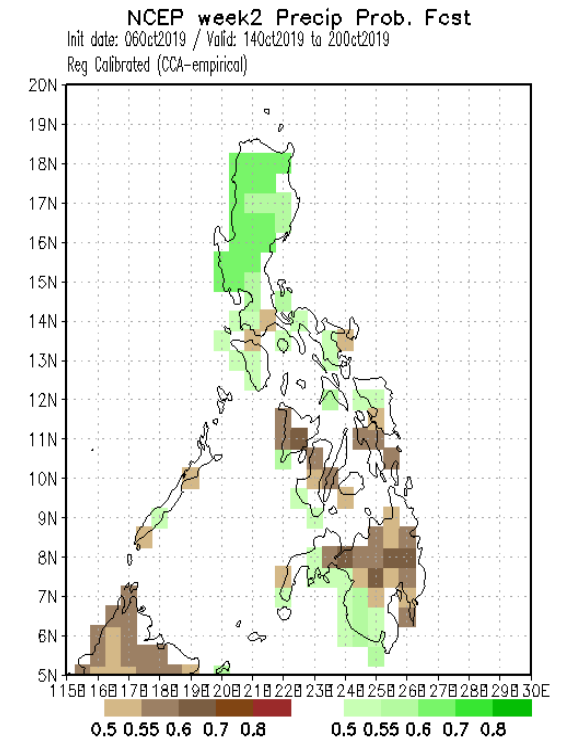 NCEP week2 Precip Prob. Fcst
Init date: 06Oct2019 / Valid: 14Oct2019 to 20Oct2019
Reg Calibrated (CCA-empirical)
20N
19N
18N
17N
16N
15N
14N
13N
12N
11N
10N
9N
8N
7N
6N
5N
115E 116E 117E 118E 119E 120E 121E 122E 123E 124E 125E 126E 127E 128E 129E 130E
0.5 0.55 0.6 0.7 0.8 0.5 0.55 0.6 0.7 0.8